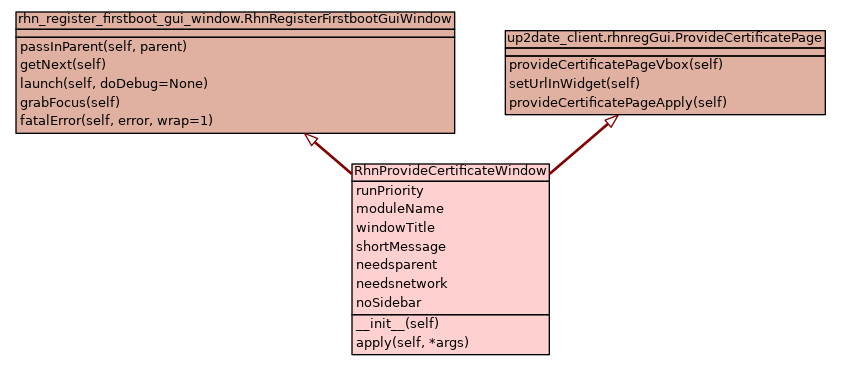 rhn_register_firstboot_gui_window.RhnRegisterFirstbootGuiWindow
passInParent(self, parent)
getNext(self)
launch(self, doDebug=None)
grabFocus(self)
fatalError(self, error, wrap=1)
up2date_client.rhnregGui.ProvideCertificatePage
provideCertificatePageVbox(self)
setUrlInWidget(self)
provideCertificatePageApply(self)
RhnProvideCertificateWindow
runPriority
moduleName
windowTitle
shortMessage
needsparent
needsnetwork
noSidebar
__init__(self)
apply(self, *args)